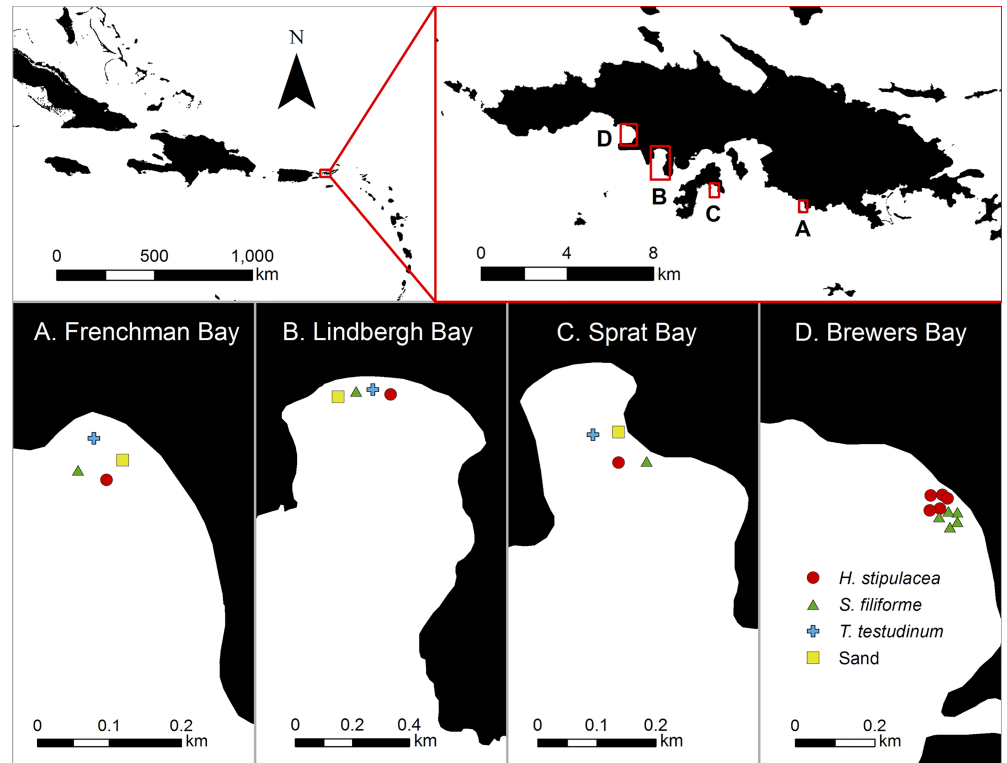 N
0 500 1,000
km
D
B
C
A
0 4 8
km
A. Frenchman Bay
B. Lindbergh Bay
C. Sprat Bay
D. Brewers Bay
H. stipulacea
S. filiforme
T. testudinum
Sand
0 0.1 0.2
km
0 0.2 0.4
km
0 0.1 0.2
km
0 0.2
km